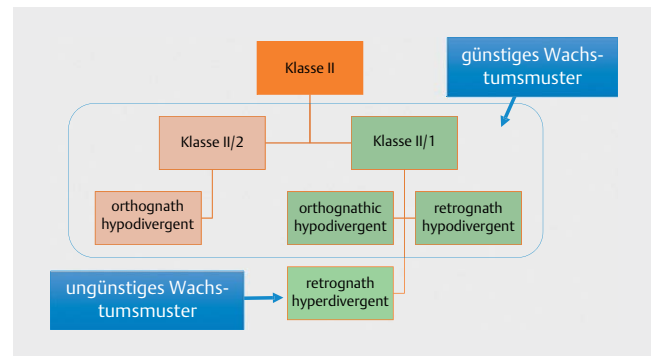 günstiges Wachs-
tumsmuster
Klasse II
Klasse II/2
Klasse II/1
orthognath
hypodivergent
orthognathic
hypodivergent
retrognath
hypodivergent
ungünstiges Wachs-
tumsmuster
retrognath
hyperdivergent